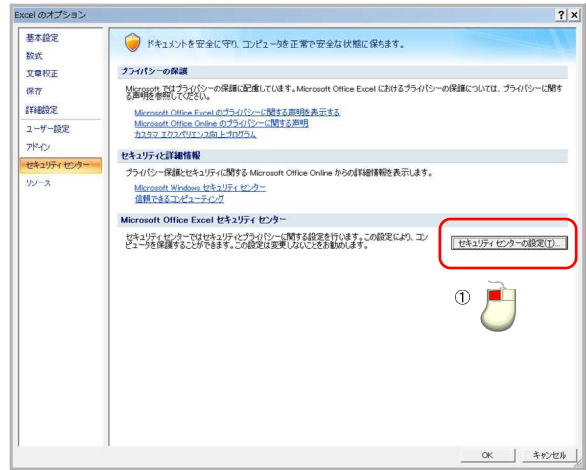 Excel のオプション
基本設定
数式
文章校正
保存
詳細設定
ユーザー設定
アドイン
セキュリティ センター
リソース
ドキュメントを安全に守り、コンピュータを正常で安全な状態に保ちます。
プライバシーの保護
Microsoft ではプライバシーの保護に配慮しています。Microsoft Office Excel におけるプライバシーの保護については、プライバシーに関す
る声明を参照してください。
Microsoft Office Excel のプライバシーに関する声明を表示する
Microsoft Office Online のプライバシーに関する声明
カスタマ エクスペリエンス向上プログラム
セキュリティと詳細情報
プライバシー保護とセキュリティに関する Microsoft Office Online からの詳細情報を表示します。
Microsoft Windows セキュリティ センター
信頼できるコンピューティング
Microsoft Office Excel セキュリティ センター
セキュリティ センターではセキュリティとプライバシーに関する設定を行います。この設定により、コン
ピュータを保護することができます。この設定は変更しないことをお勧めします。
セキュリティ センターの設定(T)...
①
OK
キャンセル